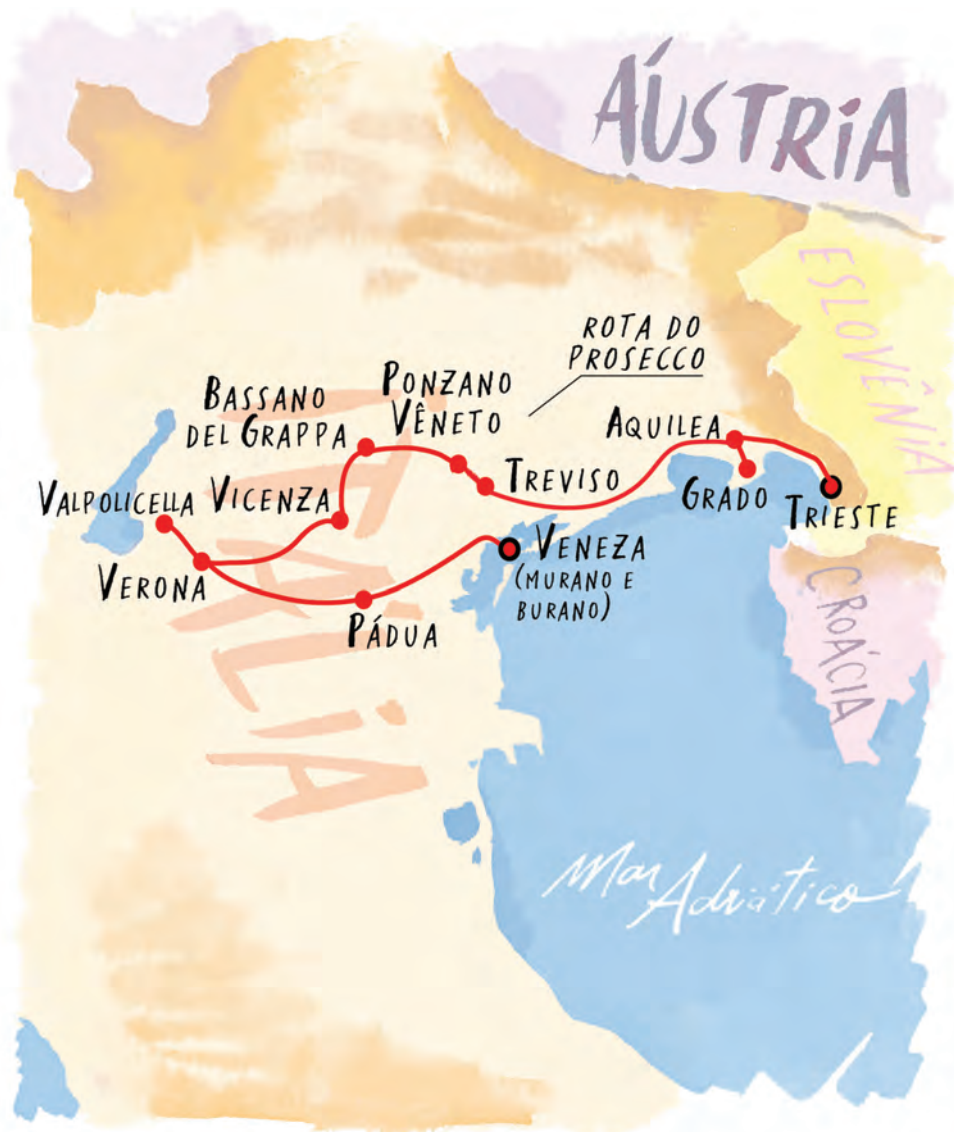 AÚSTRIA
ESLOVÊNIA
ROTA DO
PROSECCO
BASSANO
DEL GRAPPA
PONZANO
VÊNETO
AQUILEA
TREVISO
GRADO
TRIESTE
VALPOLICELLA
VICENZA
VENEZA
(MURANO E
BURANO)
VERONA
PÁDUA
ITÁLIA
CROÁCIA
Mar
Adriático